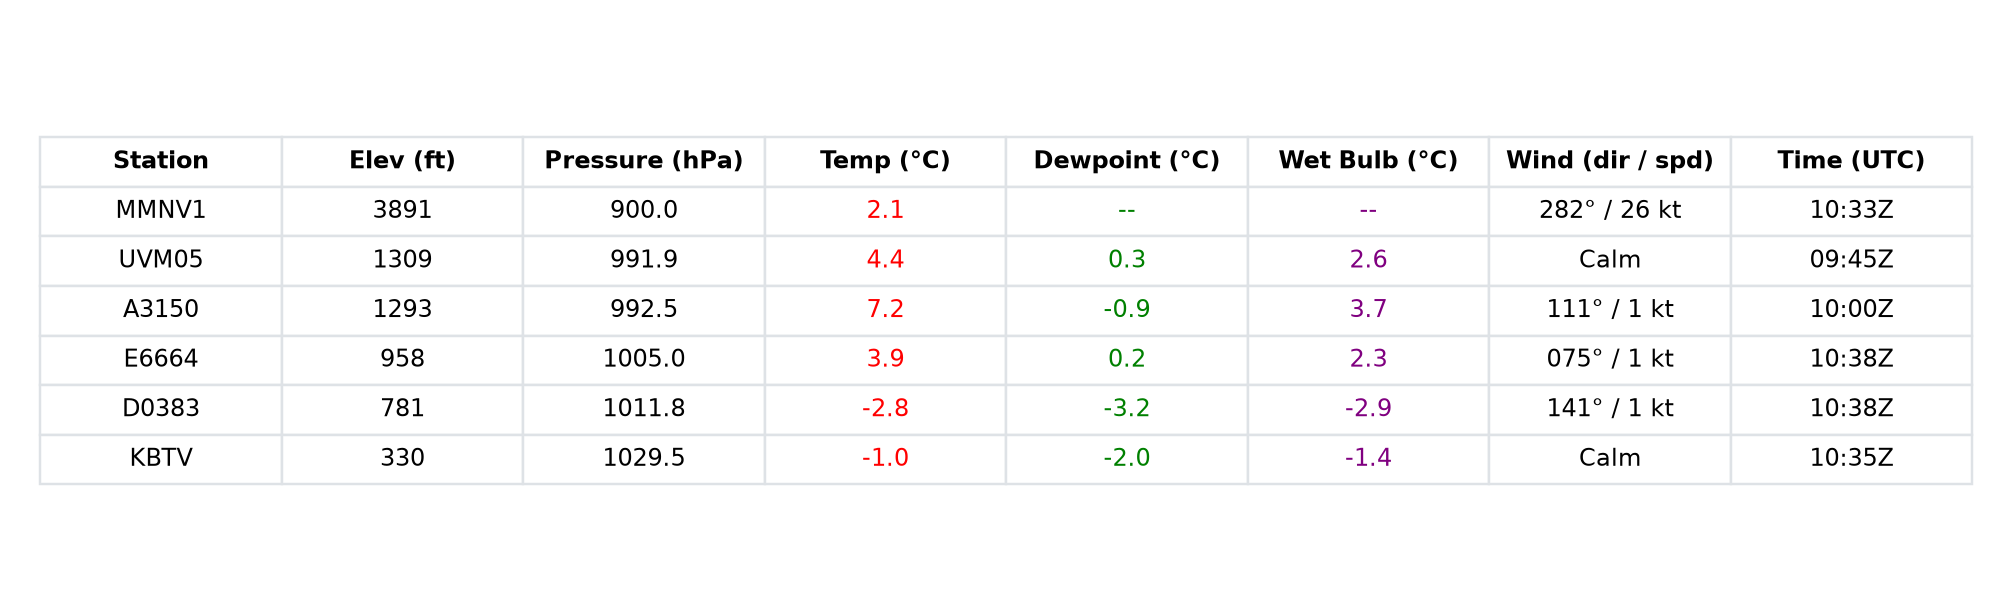 Station Elev (ft) Pressure (hPa) Temp (°C) Dewpoint (°C) Wet Bulb (°C) Wind (dir / spd) Time (UTC)
MMNV1 3891 900.0 2.1 -- -- 282° / 26 kt 10:33Z
UVM05 1309 991.9 4.4 0.3 2.6 Calm 09:45Z
A3150 1293 992.5 7.2 -0.9 3.7 111° / 1 kt 10:00Z
E6664 958 1005.0 3.9 0.2 2.3 075° / 1 kt 10:38Z
D0383 781 1011.8 -2.8 -3.2 -2.9 141° / 1 kt 10:38Z
KBTV 330 1029.5 -1.0 -2.0 -1.4 Calm 10:35Z